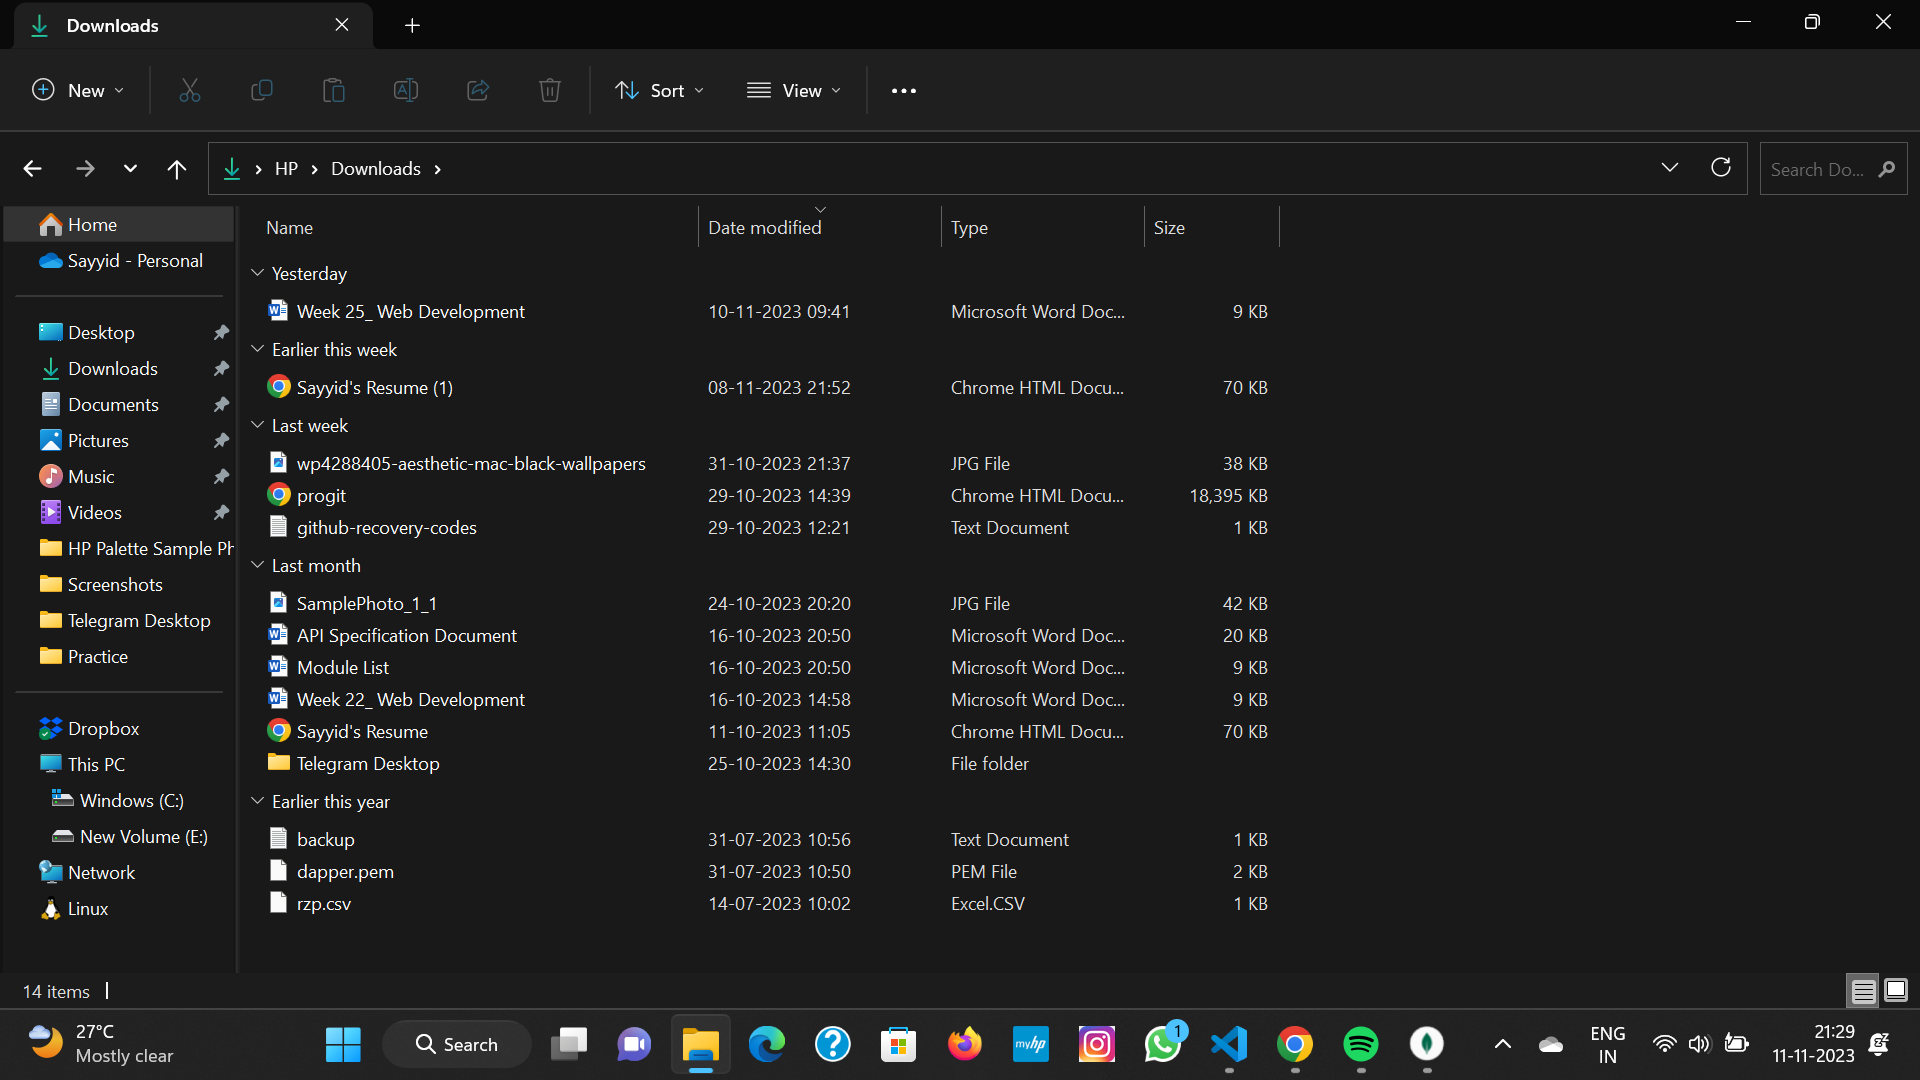 Downloads
New
Sort
View
HP
Downloads
Search Do...
Home
Sayyid - Personal
Desktop
Downloads
Documents
Pictures
Music
Videos
HP Palette Sample Ph
Screenshots
Telegram Desktop
Practice
Dropbox
This PC
Windows (C:)
New Volume (E:)
Network
Linux
Name Date modified Type Size
Yesterday
Week 25_ Web Development 10-11-2023 09:41 Microsoft Word Doc... 9 KB
Earlier this week
Sayyid's Resume (1) 08-11-2023 21:52 Chrome HTML Docu... 70 KB
Last week
wp4288405-aesthetic-mac-black-wallpapers 31-10-2023 21:37 JPG File 38 KB
progit 29-10-2023 14:39 Chrome HTML Docu... 18,395 KB
github-recovery-codes 29-10-2023 12:21 Text Document 1 KB
Last month
SamplePhoto_1_1 24-10-2023 20:20 JPG File 42 KB
API Specification Document 16-10-2023 20:50 Microsoft Word Doc... 20 KB
Module List 16-10-2023 20:50 Microsoft Word Doc... 9 KB
Week 22_ Web Development 16-10-2023 14:58 Microsoft Word Doc... 9 KB
Sayyid's Resume 11-10-2023 11:05 Chrome HTML Docu... 70 KB
Telegram Desktop 25-10-2023 14:30 File folder
Earlier this year
backup 31-07-2023 10:56 Text Document 1 KB
dapper.pem 31-07-2023 10:50 PEM File 2 KB
rzp.csv 14-07-2023 10:02 Excel.CSV 1 KB
14 items
27°C
Mostly clear
Search
myhp
1
ENG
IN
21:29
11-11-2023